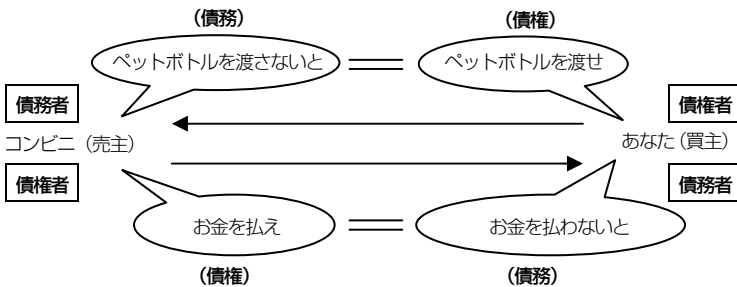 （債務）
（債権）
ペットボトルを渡さないと
ペットボトルを渡せ
債務者
債権者
コンビニ（売主）
あなた（買主）
債権者
債務者
お金を払え
お金を払わないと
（債権）
（債務）